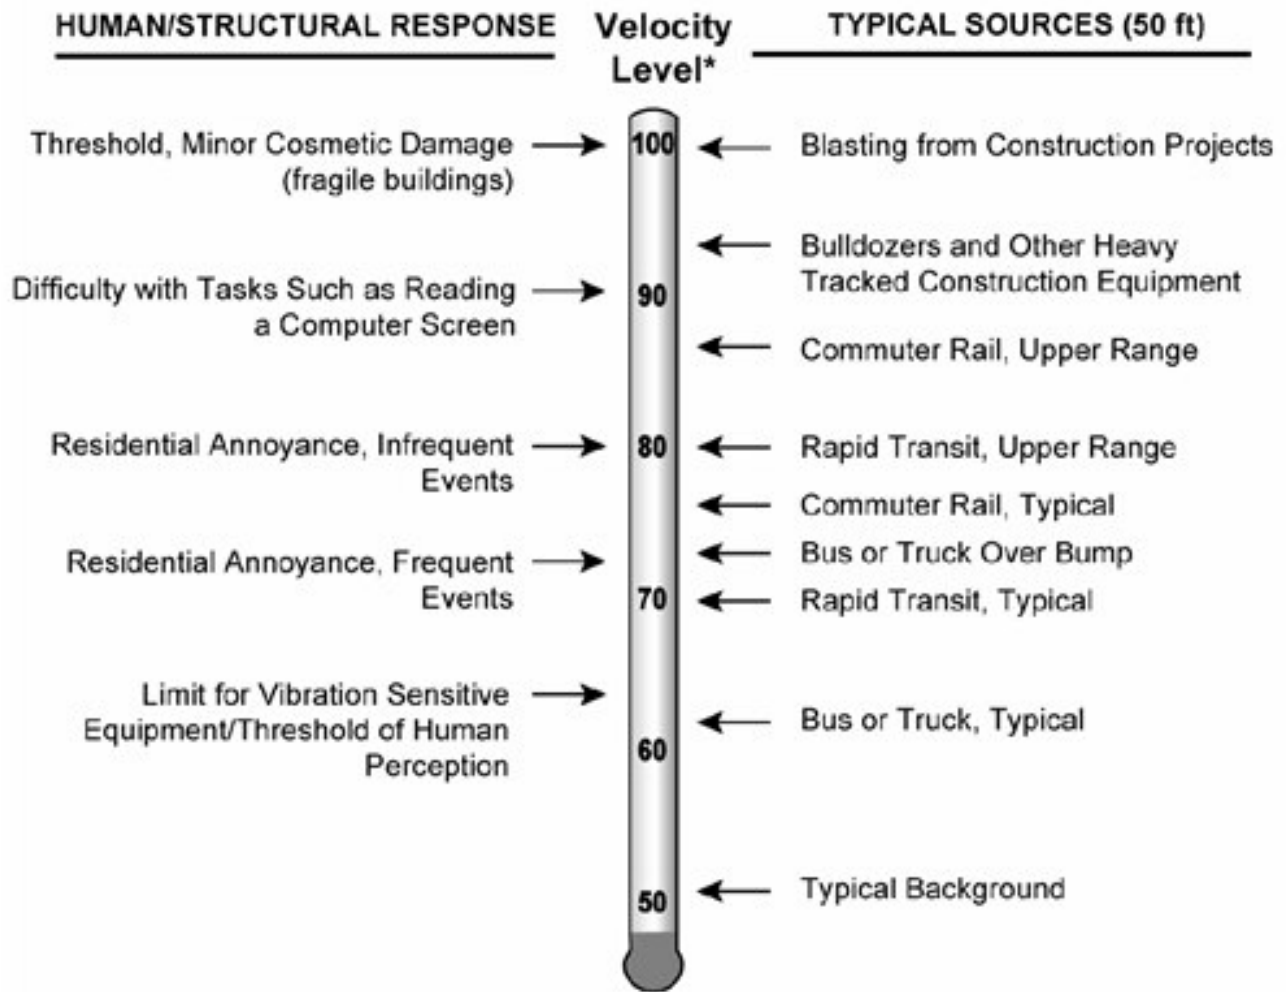 HUMAN/STRUCTURAL RESPONSE
Velocity
Level*
TYPICAL SOURCES (50 ft)
Threshold, Minor Cosmetic Damage
(fragile buildings)
100
Blasting from Construction Projects
Bulldozers and Other Heavy
Tracked Construction Equipment
Difficulty with Tasks Such as Reading
a Computer Screen
90
Commuter Rail, Upper Range
Residential Annoyance, Infrequent
Events
80
Rapid Transit, Upper Range
Commuter Rail, Typical
Residential Annoyance, Frequent
Events
Bus or Truck Over Bump
70
Rapid Transit, Typical
Limit for Vibration Sensitive
Equipment/Threshold of Human
Perception
Bus or Truck, Typical
60
50
Typical Background